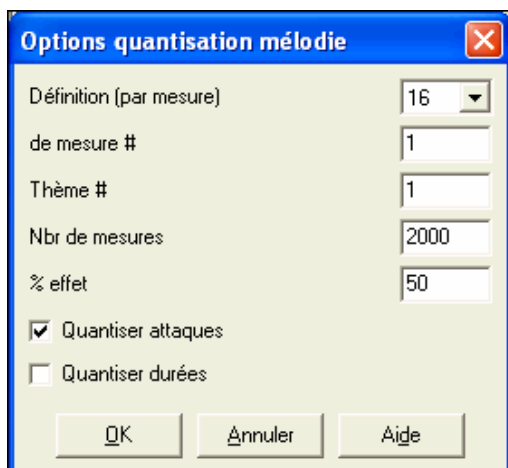 Options quantisation mélodie
Définition (par mesure) 16
de mesure # 1
Thème # 1
Nbr de mesures 2000
% effet 50
Quantiser attaques
Quantiser durées
OK Annuler Aide